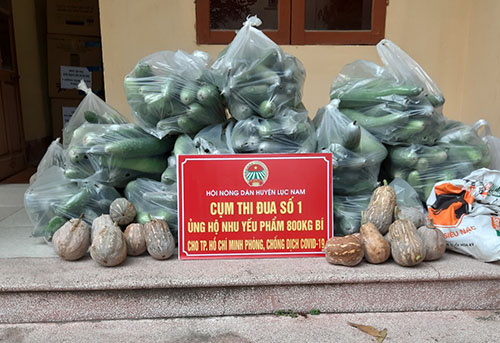 HỘI NÔNG DÂN HUYỆN LỤC NAM
CỤM THI ĐUA SỐ 1
ỦNG HỘ NHU YẾU PHẨM 800KG BÍ
CHO TP. HỒ CHÍ MINH PHÒNG, CHỐNG DỊCH COVID-19